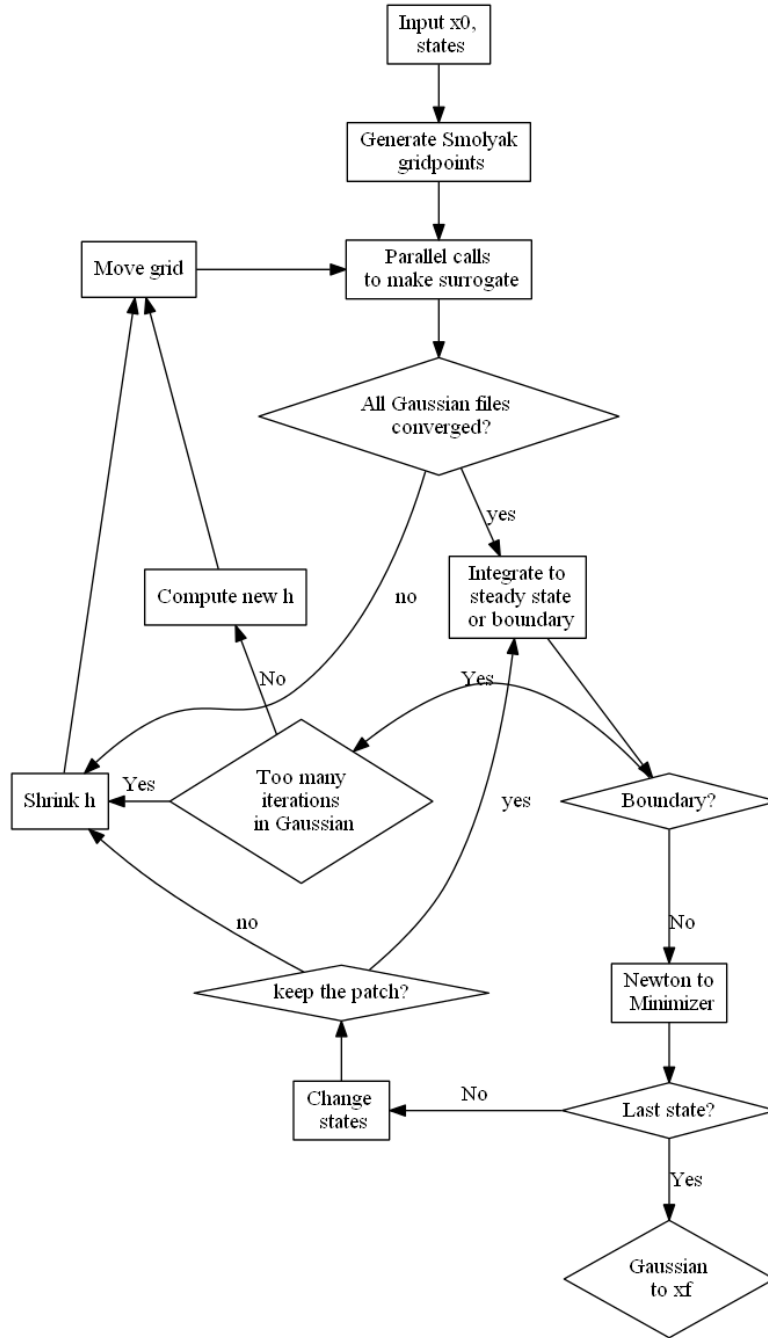 Input x0,
states
Generate Smolyak
gridpoints
Move grid
Parallel calls
to make surrogate
All Gaussian files
converged?
yes
Integrate to
steady state
or boundary
Compute new h
no
No
Yes
Too many
iterations
in Gaussian
Shrink h
Yes
Boundary?
yes
no
No
keep the patch?
Newton to
Minimizer
Change
states
No
Last state?
Yes
Gaussian
to xf